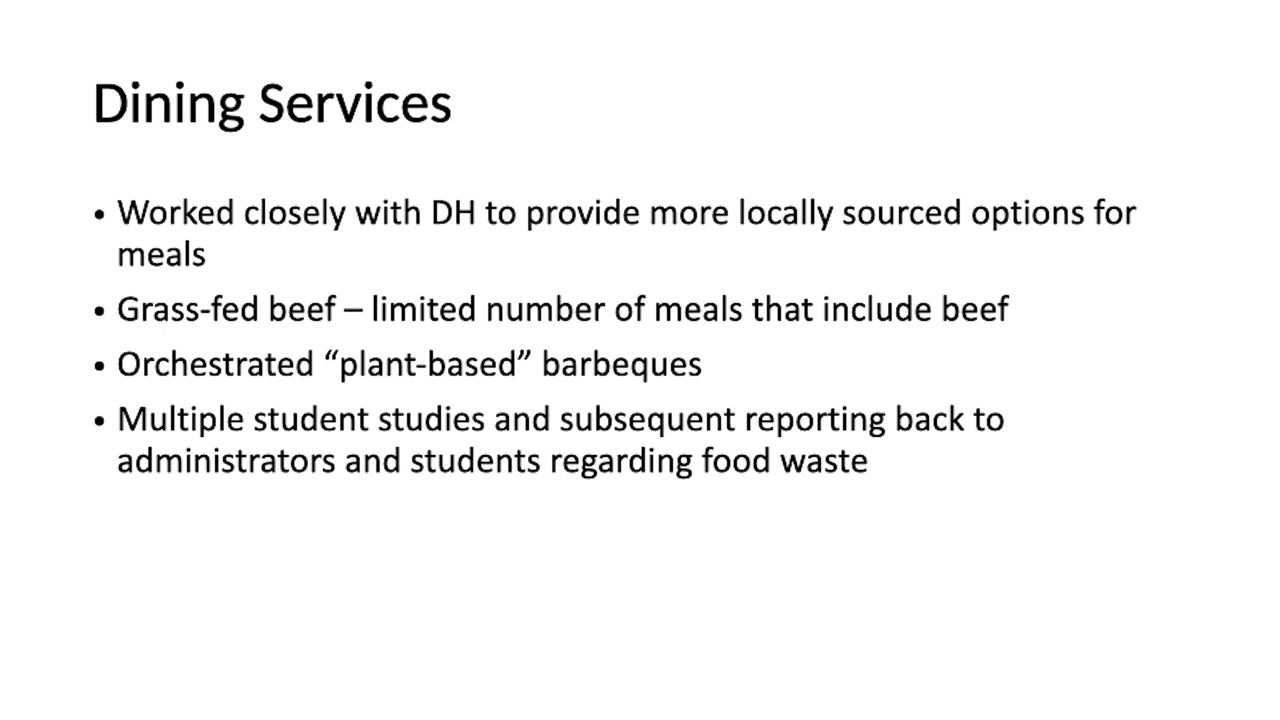 Dining Services
• Worked closely with DH to provide more locally sourced options for
meals
• Grass-fed beef – limited number of meals that include beef
• Orchestrated “plant-based” barbeques
• Multiple student studies and subsequent reporting back to
administrators and students regarding food waste